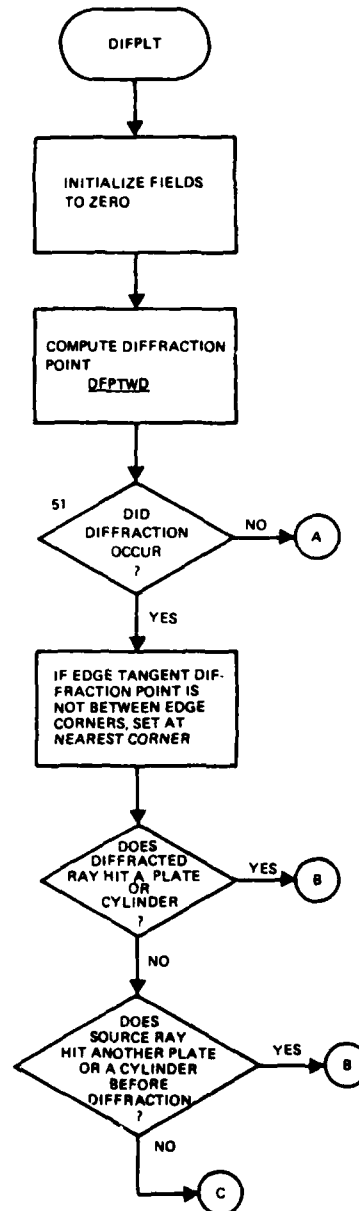 DIFPLT
INITIALIZE FIELDS
TO ZERO
COMPUTE DIFFRACTION
POINT
DFPTWD
51
DID
DIFFRACTION
OCCUR
?
NO
A
YES
IF EDGE TANGENT DIF-
FRACTION POINT IS
NOT BETWEEN EDGE
CORNERS, SET AT
NEAREST CORNER
DOES
DIFFRACTED
RAY HIT A PLATE
OR
CYLINDER
?
YES
B
NO
DOES
SOURCE RAY
HIT ANOTHER PLATE
OR A CYLINDER
BEFORE
DIFFRACTION
?
YES
B
NO
C